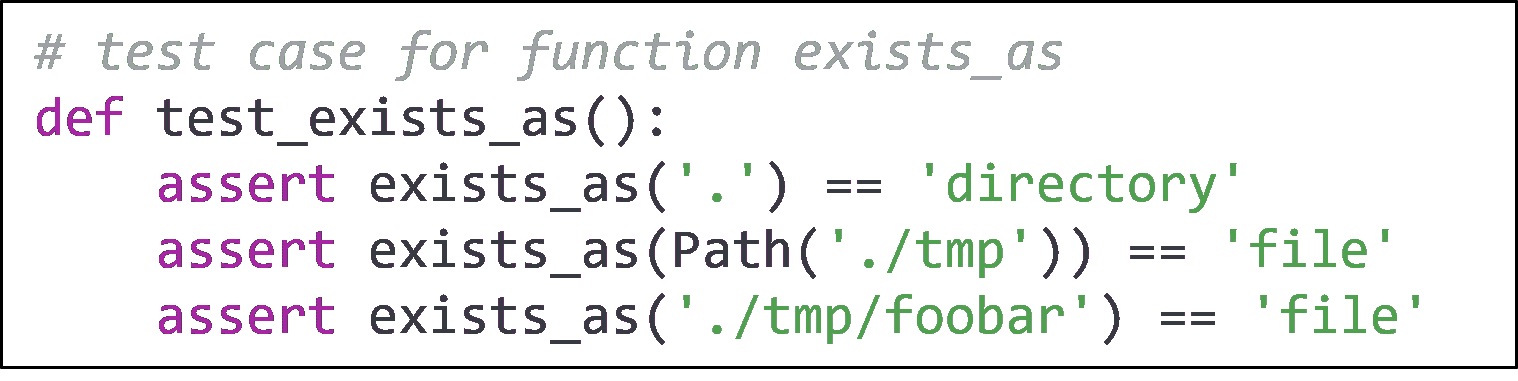 # test case for function exists_as
def test_exists_as():
    assert exists_as('.') == 'directory'
    assert exists_as(Path('./tmp')) == 'file'
    assert exists_as('./tmp/foobar') == 'file'